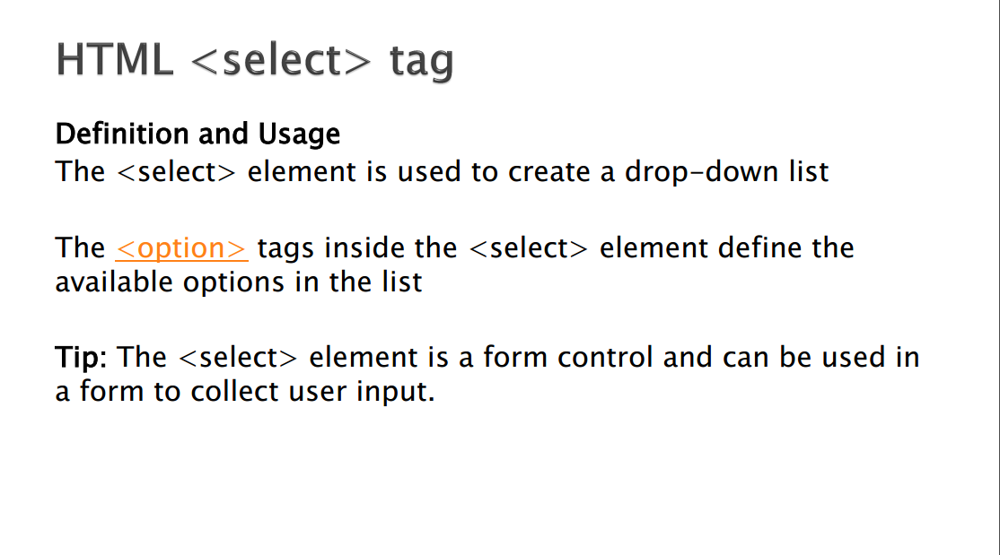 HTML <select> tag
Definition and Usage
The <select> element is used to create a drop-down list
The <option> tags inside the <select> element define the
available options in the list
Tip: The <select> element is a form control and can be used in
a form to collect user input.